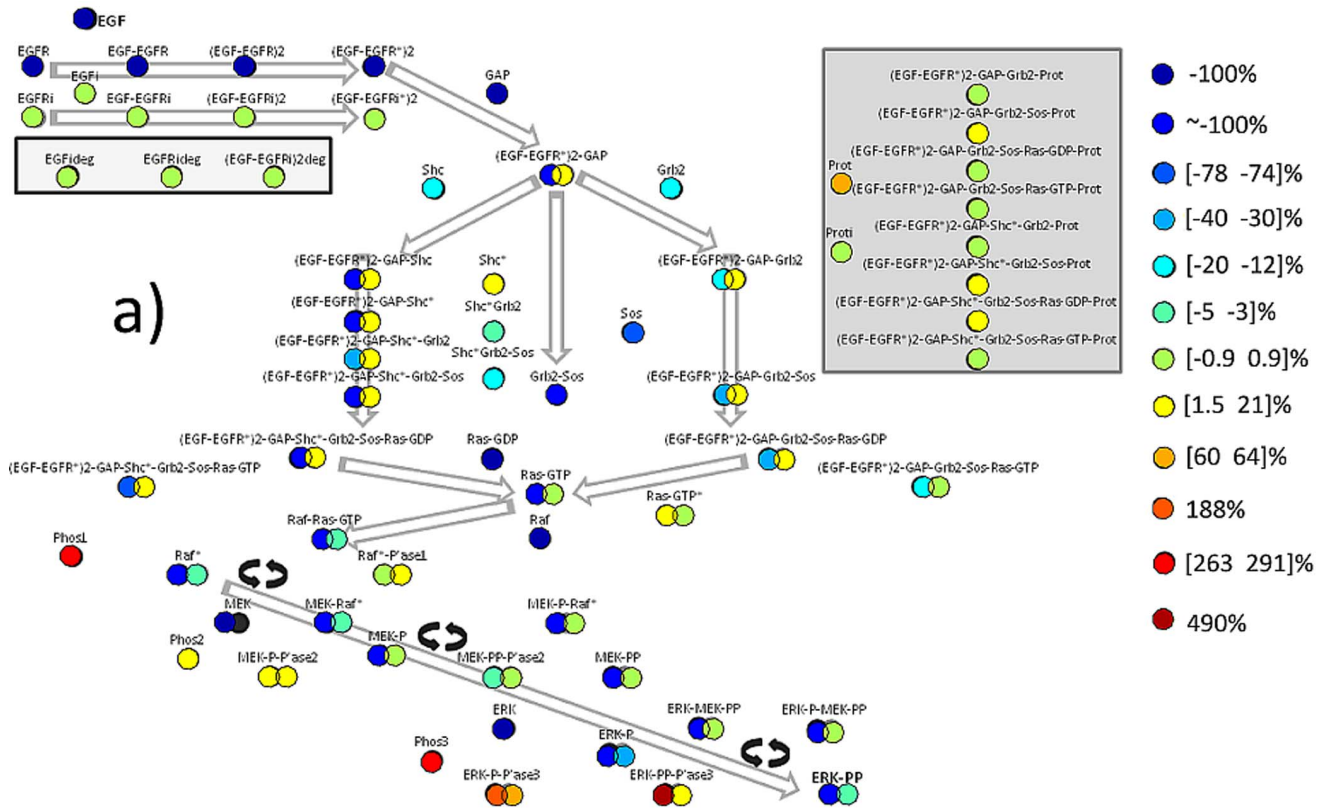 EGF
EGFR
EGF-EGFR
(EGF-EGFR)2
(EGF-EGFR*)2
EGFi
EGFRi
EGF-EGFRi
(EGF-EGFRi)2
(EGF-EGFRi*)2
GAP
EGFideg
EGFRideg
(EGF-EGFRi)2deg
(EGF-EGFR*)2-GAP
Shc
Grb2
(EGF-EGFR*)2-GAP-Shc
Shc*
(EGF-EGFR*)2-GAP-Grb2
(EGF-EGFR*)2-GAP-Shc*
Shc*Grb2
Sos
(EGF-EGFR*)2-GAP-Shc*-Grb2
Shc*Grb2-Sos
(EGF-EGFR*)2-GAP-Shc*-Grb2-Sos
Grb2-Sos
(EGF-EGFR*)2-GAP-Grb2-Sos
a)
(EGF-EGFR*)2-GAP-Shc*-Grb2-Sos-Ras-GDP
Ras-GDP
(EGF-EGFR*)2-GAP-Grb2-Sos-Ras-GDP
(EGF-EGFR*)2-GAP-Shc*-Grb2-Sos-Ras-GTP
Ras-GTP
(EGF-EGFR*)2-GAP-Grb2-Sos-Ras-GTP
Ras-GTP*
Raf-Ras-GTP
Raf
Phos1
Raf*
Raf*-P'ase1
MEK
MEK-Raf*
MEK-P-Raf*
Phos2
MEK-P
MEK-P-P'ase2
MEK-PP-P'ase2
MEK-PP
ERK
ERK-MEK-PP
ERK-P-MEK-PP
Phos3
ERK-P
ERK-P-P'ase3
ERK-PP-P'ase3
ERK-PP
(EGF-EGFR*)2-GAP-Grb2-Prot
(EGF-EGFR*)2-GAP-Grb2-Sos-Prot
(EGF-EGFR*)2-GAP-Grb2-Sos-Ras-GDP-Prot
Prot
(EGF-EGFR*)2-GAP-Grb2-Sos-Ras-GTP-Prot
(EGF-EGFR*)2-GAP-Shc*-Grb2-Prot
Proti
(EGF-EGFR*)2-GAP-Shc*-Grb2-Sos-Prot
(EGF-EGFR*)2-GAP-Shc*-Grb2-Sos-Ras-GDP-Prot
(EGF-EGFR*)2-GAP-Shc*-Grb2-Sos-Ras-GTP-Prot
-100%
~-100%
[-78 -74]%
[-40 -30]%
[-20 -12]%
[-5 -3]%
[-0.9 0.9]%
[1.5 21]%
[60 64]%
188%
[263 291]%
490%